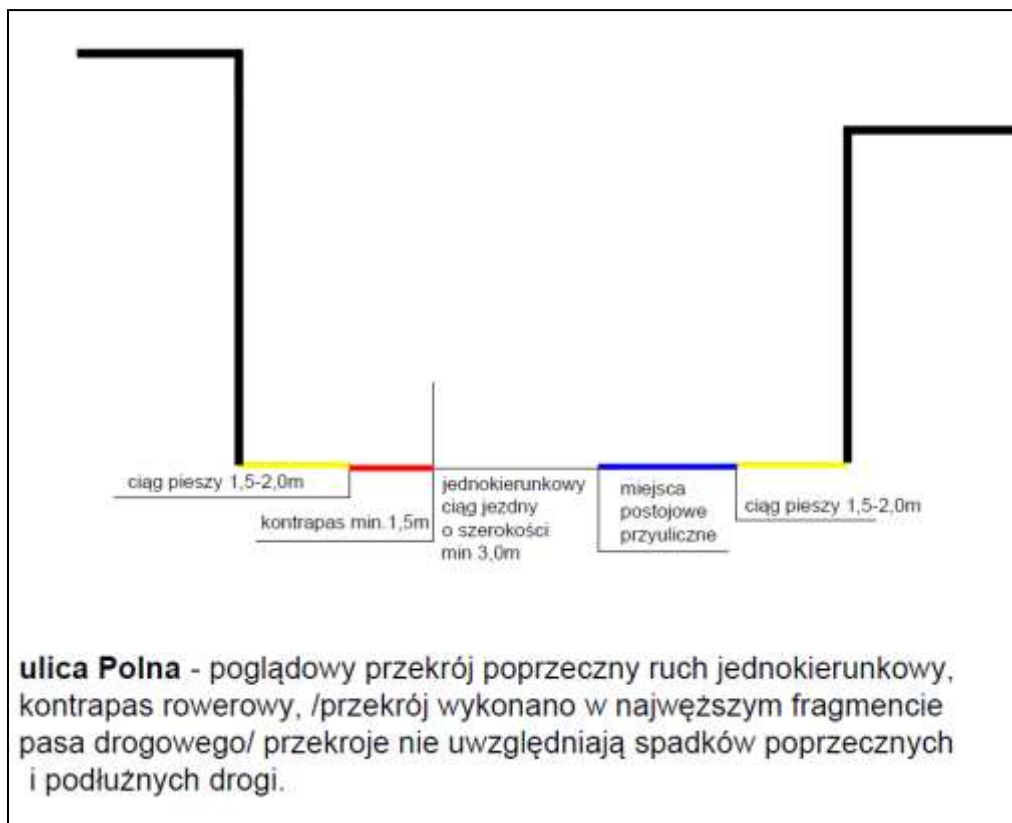 ciąg pieszy 1,5-2,0m
kontrapas min.1,5m
jednokierunkowy
ciąg jezdny
o szerokości
min 3,0m
miejsca
postojowe
przyuliczne
ciąg pieszy 1,5-2,0m
ulica Polna - poglądowy przekrój poprzeczny ruch jednokierunkowy,
kontrapas rowerowy, /przekrój wykonano w najwęższym fragmencie
pasa drogowego/ przekroje nie uwzględniają spadków poprzecznych
i podłużnych drogi.